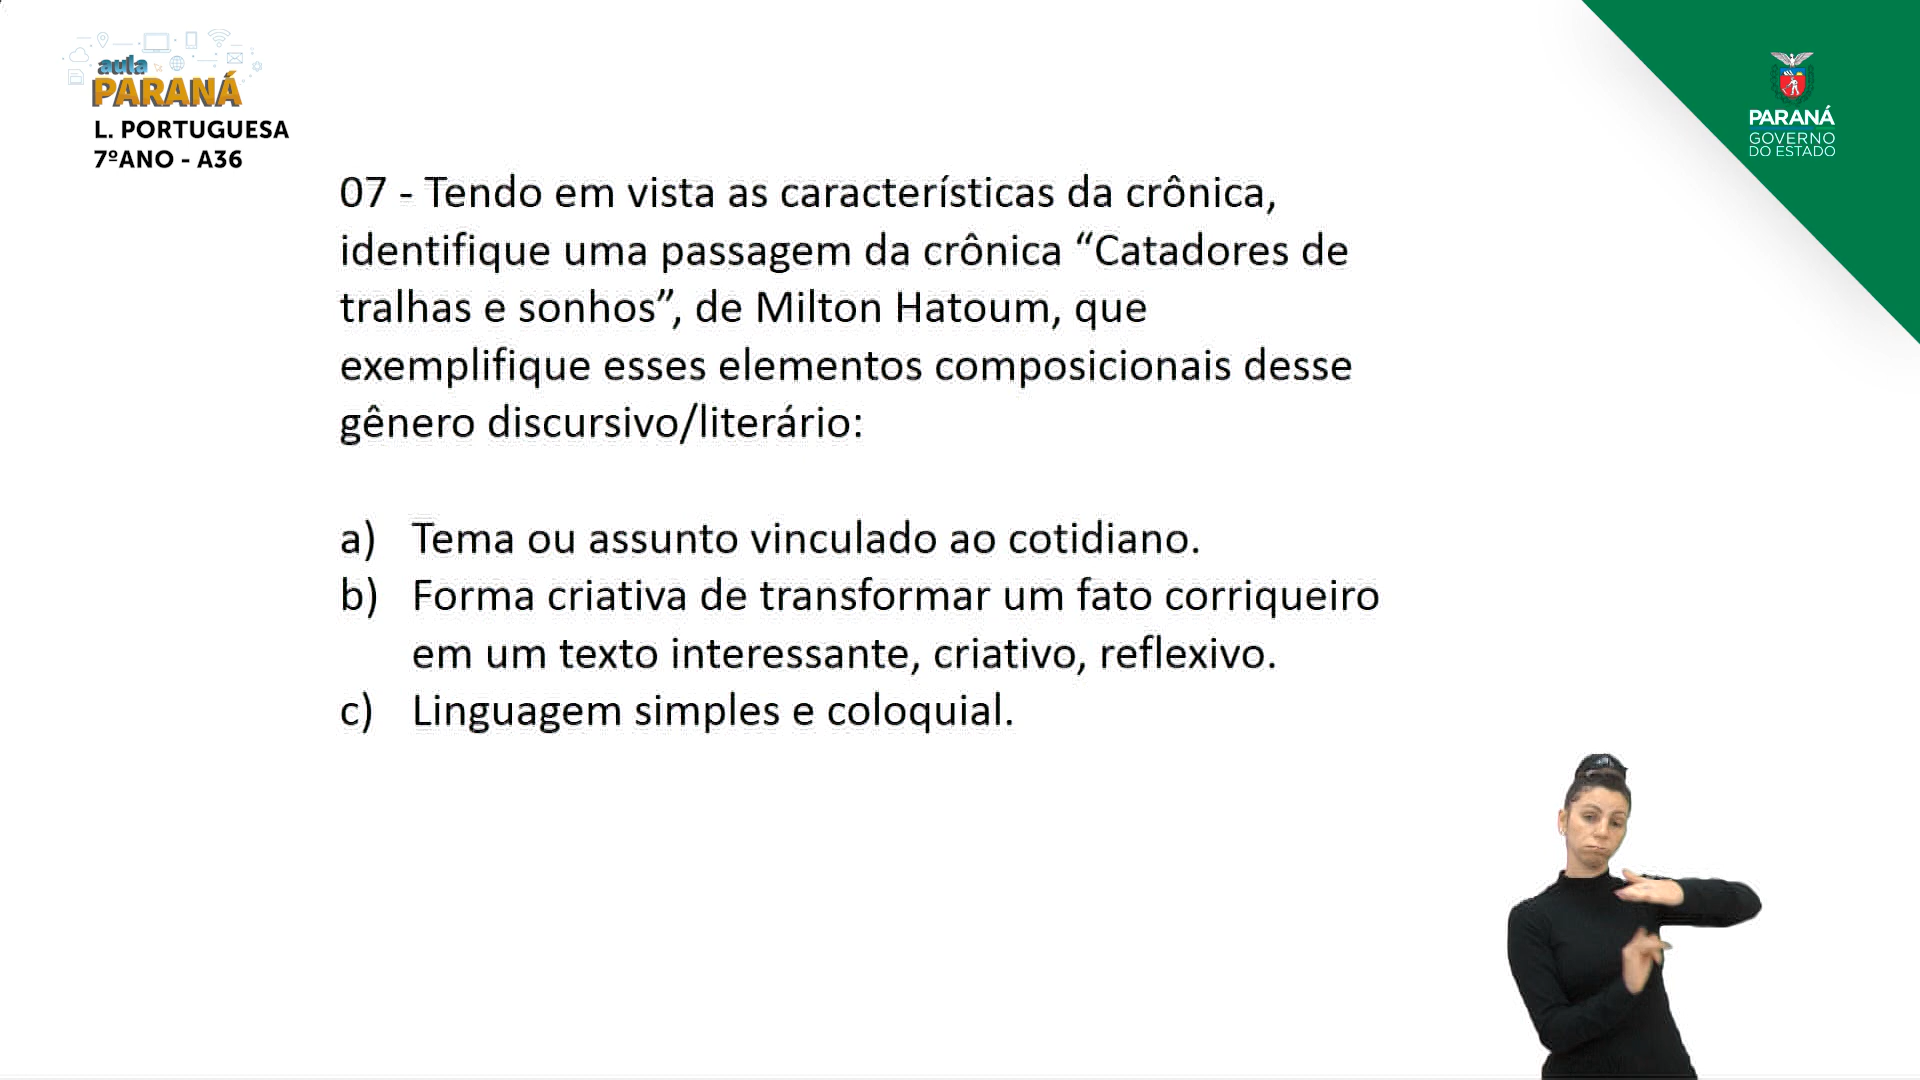 aula
PARANÁ
L. PORTUGUESA
7ºANO - A36
PARANÁ
GOVERNO
DO ESTADO
07 - Tendo em vista as características da crônica,
identifique uma passagem da crônica “Catadores de
tralhas e sonhos”, de Milton Hatoum, que
exemplifique esses elementos composicionais desse
gênero discursivo/literário:
a) Tema ou assunto vinculado ao cotidiano.
b) Forma criativa de transformar um fato corriqueiro
em um texto interessante, criativo, reflexivo.
c) Linguagem simples e coloquial.